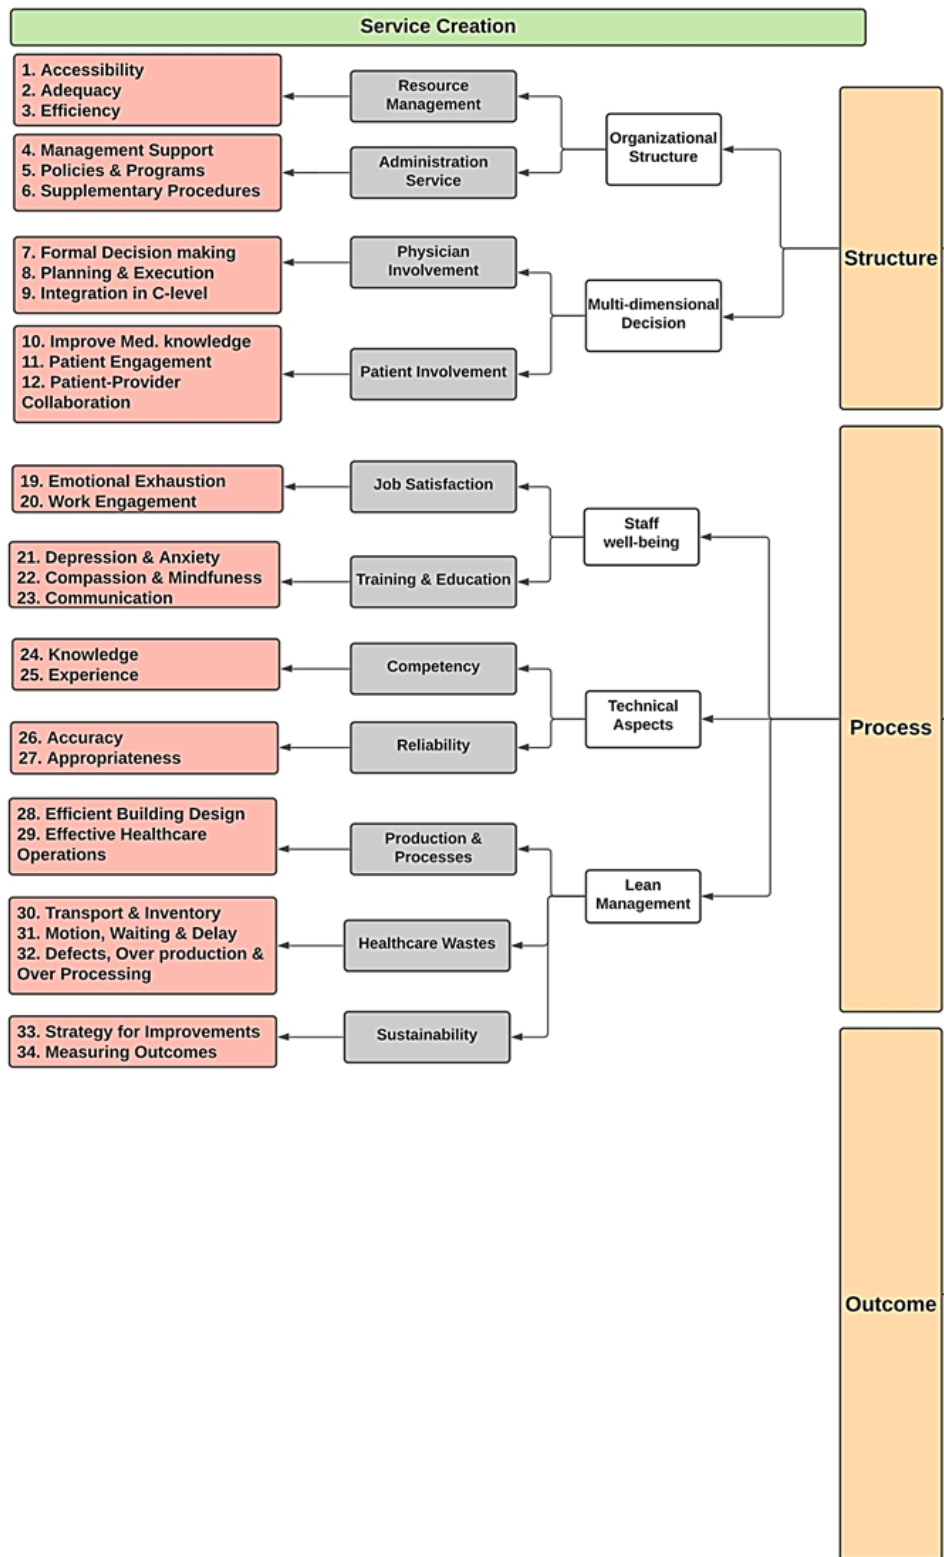 Service Creation
1. Accessibility
2. Adequacy
3. Efficiency
Resource
Management
Organizational
Structure
Structure
4. Management Support
5. Policies & Programs
6. Supplementary Procedures
Administration
Service
7. Formal Decision making
8. Planning & Execution
9. Integration in C-level
Physician
Involvement
Multi-dimensional
Decision
10. Improve Med. knowledge
11. Patient Engagement
12. Patient-Provider
Collaboration
Patient Involvement
19. Emotional Exhaustion
20. Work Engagement
Job Satisfaction
Staff
well-being
Process
21. Depression & Anxiety
22. Compassion & Mindfuness
23. Communication
Training & Education
24. Knowledge
25. Experience
Competency
Technical
Aspects
26. Accuracy
27. Appropriateness
Reliability
28. Efficient Building Design
29. Effective Healthcare
Operations
Production &
Processes
Lean
Management
30. Transport & Inventory
31. Motion, Waiting & Delay
32. Defects, Over production &
Over Processing
Healthcare Wastes
33. Strategy for Improvements
34. Measuring Outcomes
Sustainability
Outcome